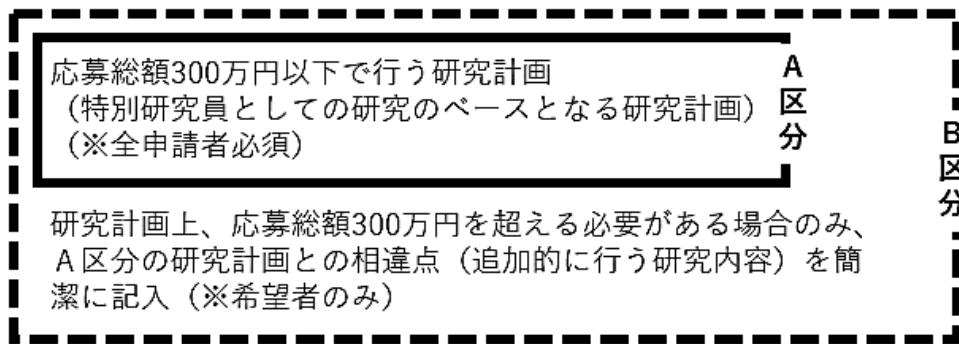 応募総額300万円以下で行う研究計画
（特別研究員としての研究のベースとなる研究計画）
（※全申請者必須）
A区分
研究計画上、応募総額300万円を超える必要がある場合のみ、
A区分の研究計画との相違点（追加的に行う研究内容）を簡
潔に記入（※希望者のみ）
B区分